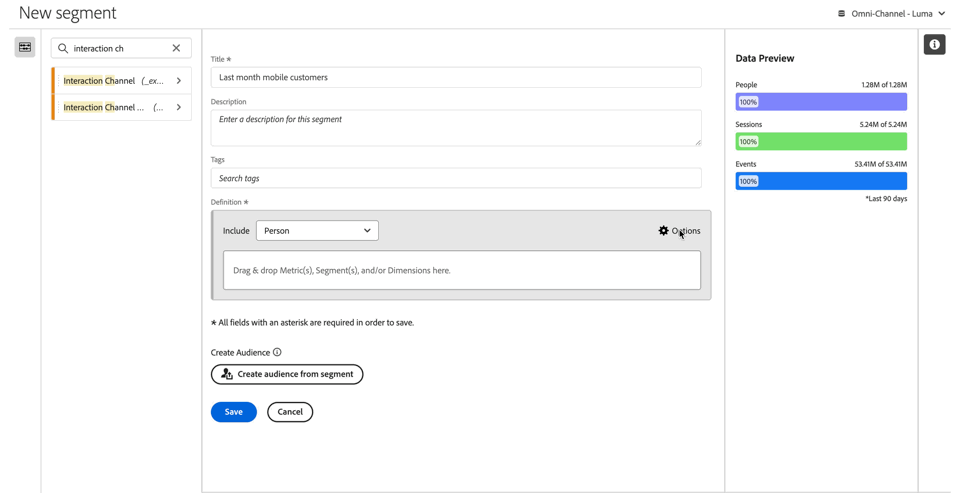 New segment
Omni-Channel - Luma
interaction ch
Interaction Channel (_ex...
Interaction Channel ... (...
Title *
Last month mobile customers
Description
Enter a description for this segment
Tags
Search tags
Definition *
Include Person Options
Drag & drop Metric(s), Segment(s), and/or Dimensions here.
* All fields with an asterisk are required in order to save.
Create Audience
Create audience from segment
Save Cancel
Data Preview
People 1.28M of 1.28M
100%
Sessions 5.24M of 5.24M
100%
Events 53.41M of 53.41M
100%
*Last 90 days